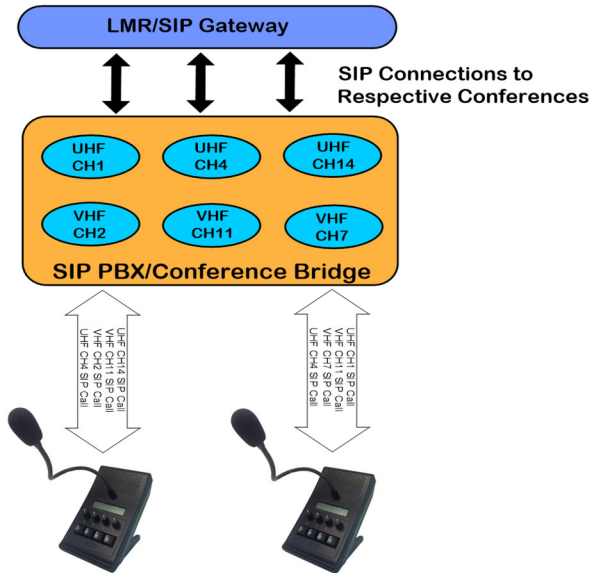 LMR/SIP Gateway
SIP Connections to
Respective Conferences
UHF
CH1
UHF
CH4
UHF
CH14
VHF
CH2
VHF
CH11
VHF
CH7
SIP PBX/Conference Bridge
UHF CH14 SIP Call
VHF CH11 SIP Call
VHF CH2 SIP Call
UHF CH4 SIP Call
UHF CH1 SIP Call
VHF CH11 SIP Call
VHF CH7 SIP Call
UHF CH4 SIP Call